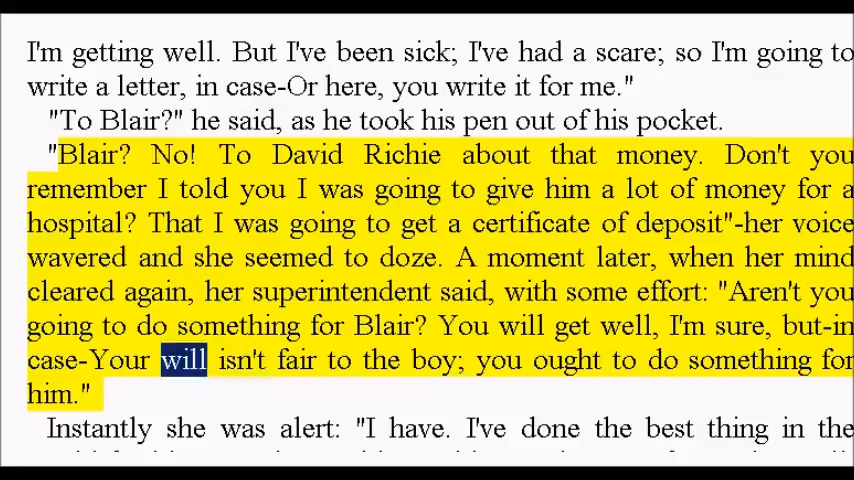 I'm getting well. But I've been sick; I've had a scare; so I'm going to
write a letter, in case-Or here, you write it for me."
"To Blair?" he said, as he took his pen out of his pocket.
"Blair? No! To David Richie about that money. Don't you
remember I told you I was going to give him a lot of money for a
hospital? That I was going to get a certificate of deposit"-her voice
wavered and she seemed to doze. A moment later, when her mind
cleared again, her superintendent said, with some effort: "Aren't you
going to do something for Blair? You will get well, I'm sure, but-in
case-Your will isn't fair to the boy; you ought to do something for
him."
Instantly she was alert: "I have. I've done the best thing in the